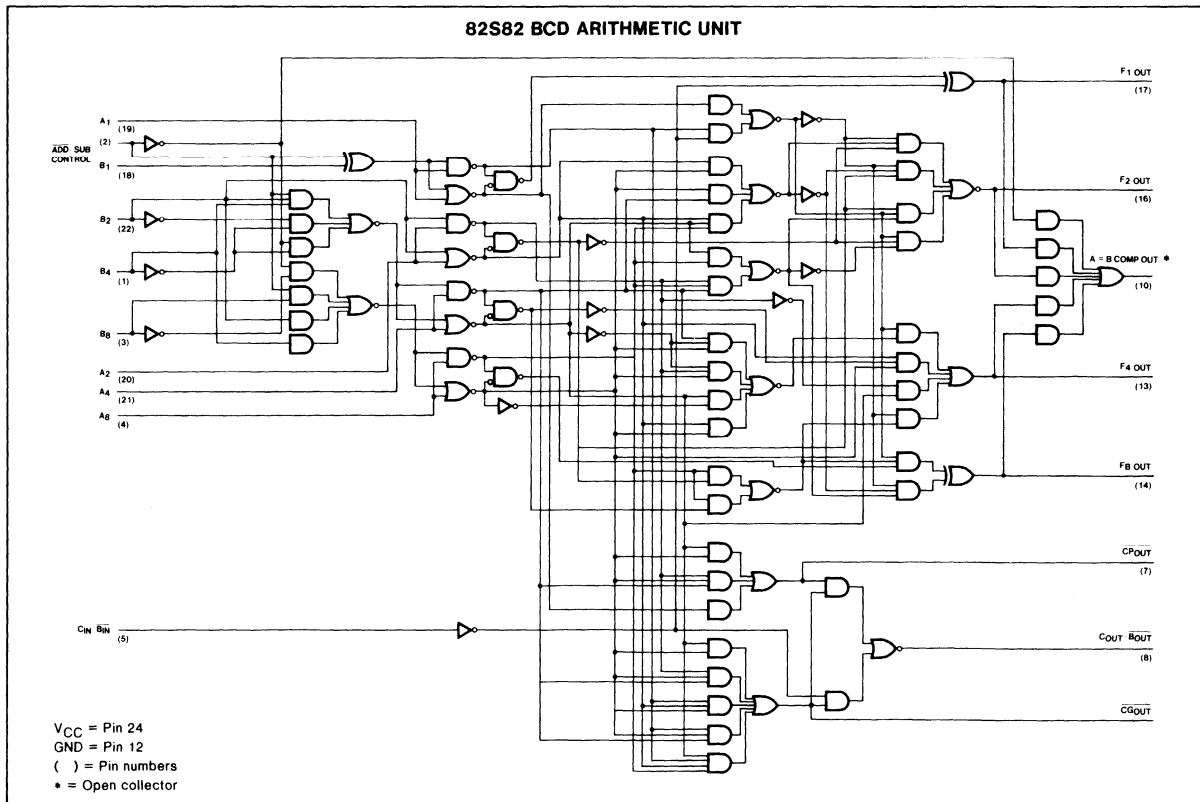 82S82 BCD ARITHMETIC UNIT
F1 OUT
(17)
A1
(19)
(2)
ADD SUB
CONTROL
B1
(18)
F2 OUT
(16)
B2
(22)
B4
(1)
A = B COMP OUT *
(10)
B8
(3)
A2
(20)
F4 OUT
(13)
A4
(21)
A8
(4)
F8 OUT
(14)
CPOUT
(7)
CIN BIN
(5)
COUT BOUT
(8)
CGOUT
VCC = Pin 24
GND = Pin 12
( ) = Pin numbers
* = Open collector